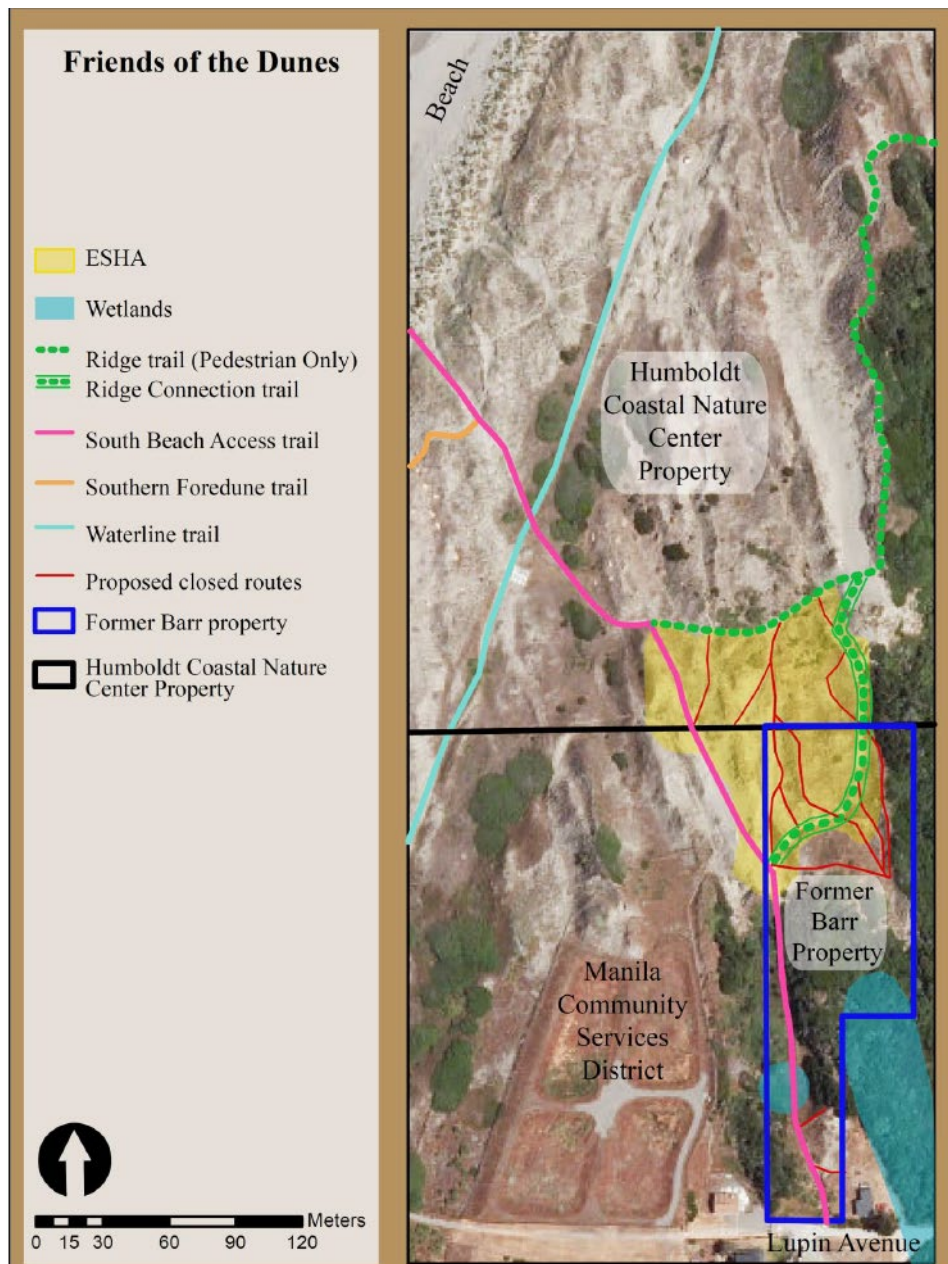 Friends of the Dunes
ESHA
Wetlands
Ridge trail (Pedestrian Only)
Ridge Connection trail
South Beach Access trail
Southern Foredune trail
Waterline trail
Proposed closed routes
Former Barr property
Humboldt Coastal Nature
Center Property
Meters
0 15 30 60 90 120
Beach
Humboldt
Coastal Nature
Center
Property
Former
Barr
Property
Manila
Community
Services
District
Lupin Avenue